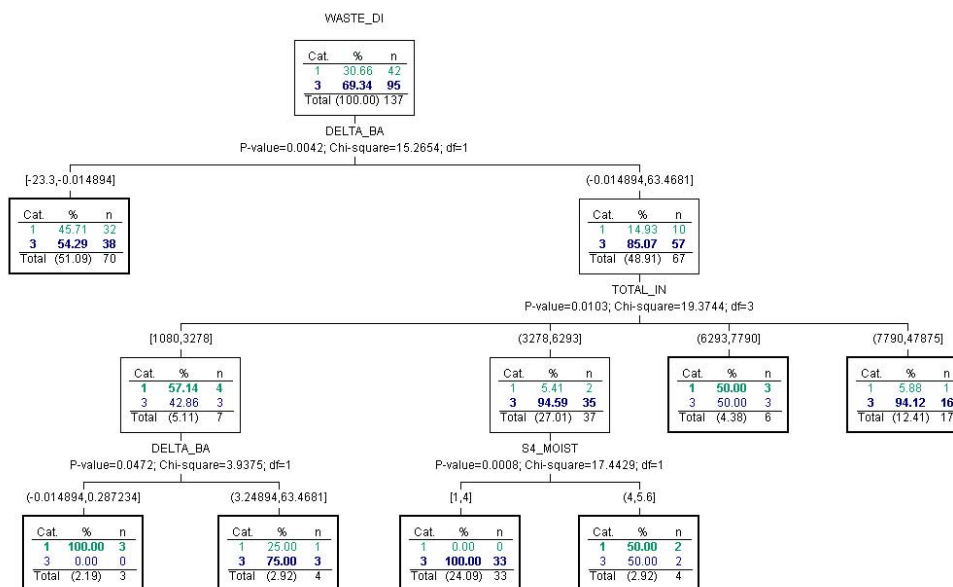 WASTE_DI
Cat. % n
1 30.66 42
3 69.34 95
Total (100.00) 137
DELTA_BA
P-value=0.0042; Chi-square=15.2654; df=1
[-23.3,-0.014894]
(-0.014894,63.4681]
Cat. % n
1 45.71 32
3 54.29 38
Total (51.09) 70
Cat. % n
1 14.93 10
3 85.07 57
Total (48.91) 67
TOTAL_IN
P-value=0.0103; Chi-square=19.3744; df=3
[1080,3278]
(3278,6293]
(6293,7790]
(7790,47875]
Cat. % n
1 57.14 4
3 42.86 3
Total (5.11) 7
Cat. % n
1 5.41 2
3 94.59 35
Total (27.01) 37
Cat. % n
1 50.00 3
3 50.00 3
Total (4.38) 6
Cat. % n
1 5.88 1
3 94.12 16
Total (12.41) 17
DELTA_BA
P-value=0.0472; Chi-square=3.9375; df=1
S4_MOIST
P-value=0.0008; Chi-square=17.4429; df=1
(-0.014894,0.287234]
(3.24894,63.4681]
[1,4]
(4,5.6]
Cat. % n
1 100.00 3
3 0.00 0
Total (2.19) 3
Cat. % n
1 25.00 1
3 75.00 3
Total (2.92) 4
Cat. % n
1 0.00 0
3 100.00 33
Total (24.09) 33
Cat. % n
1 50.00 2
3 50.00 2
Total (2.92) 4